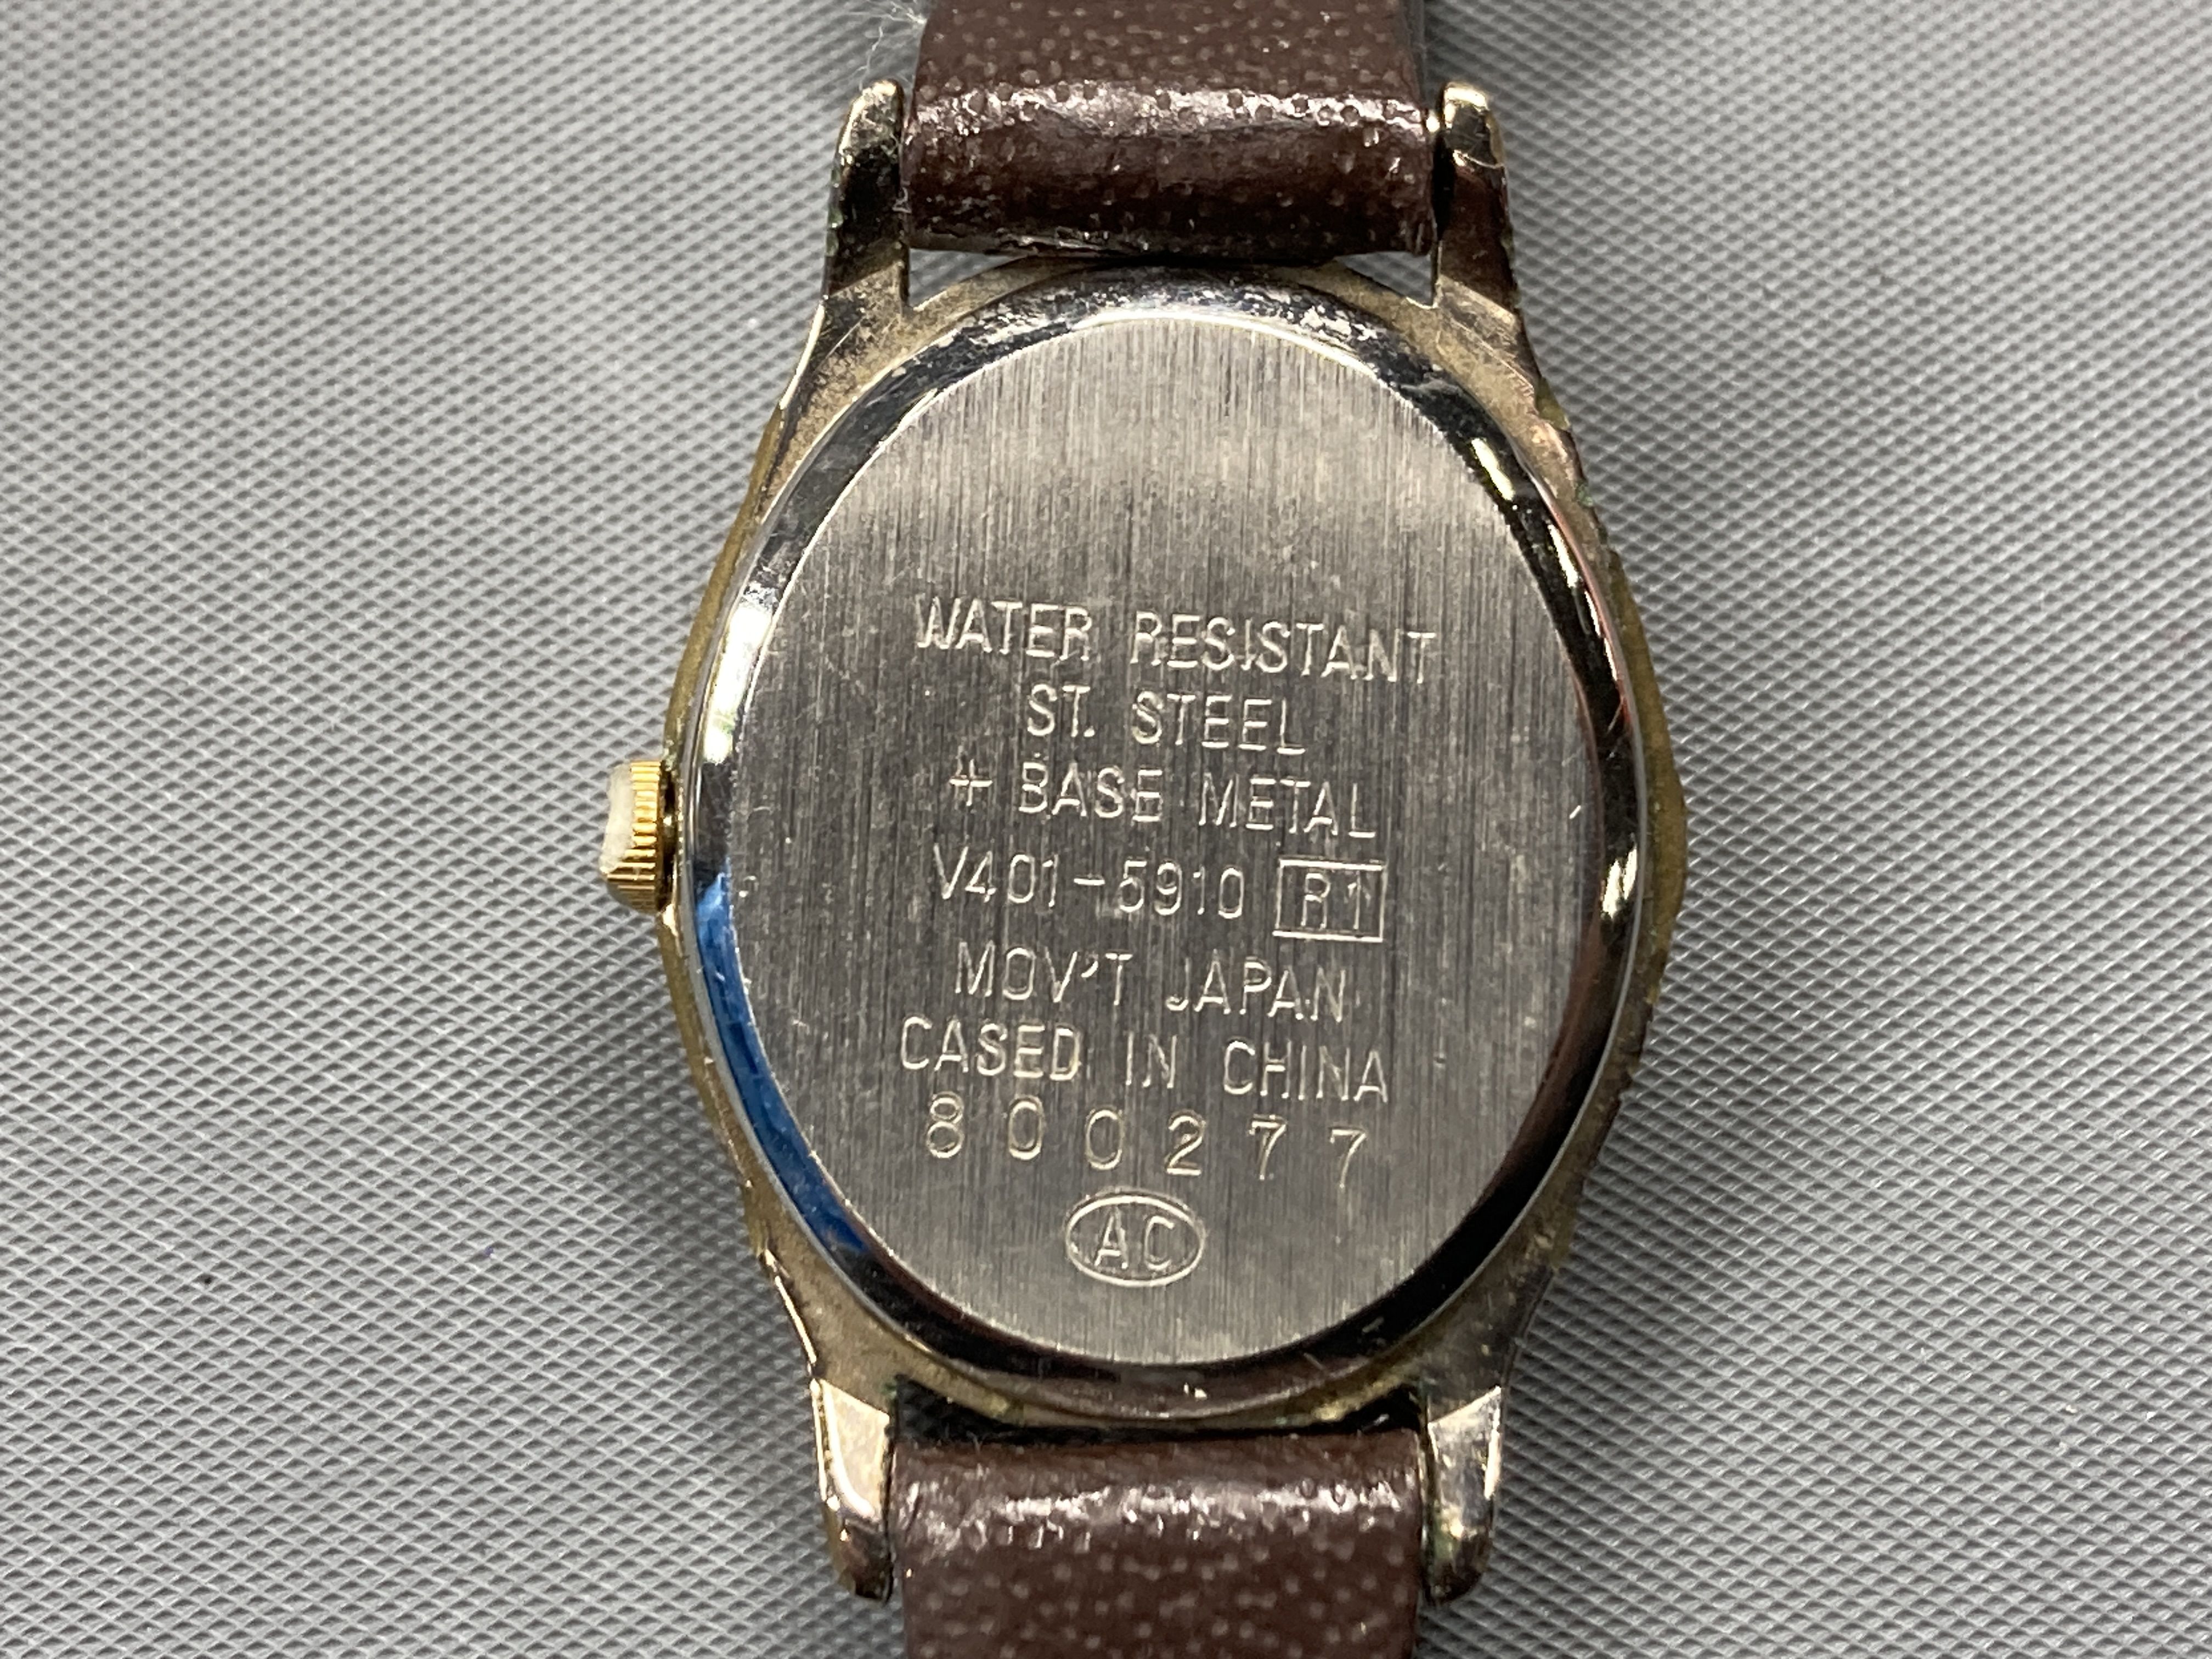 WATER RESISTANT
ST. STEEL
+ BASE METAL
V401-5910 R1
MOV'T JAPAN
CASED IN CHINA
800277
AC